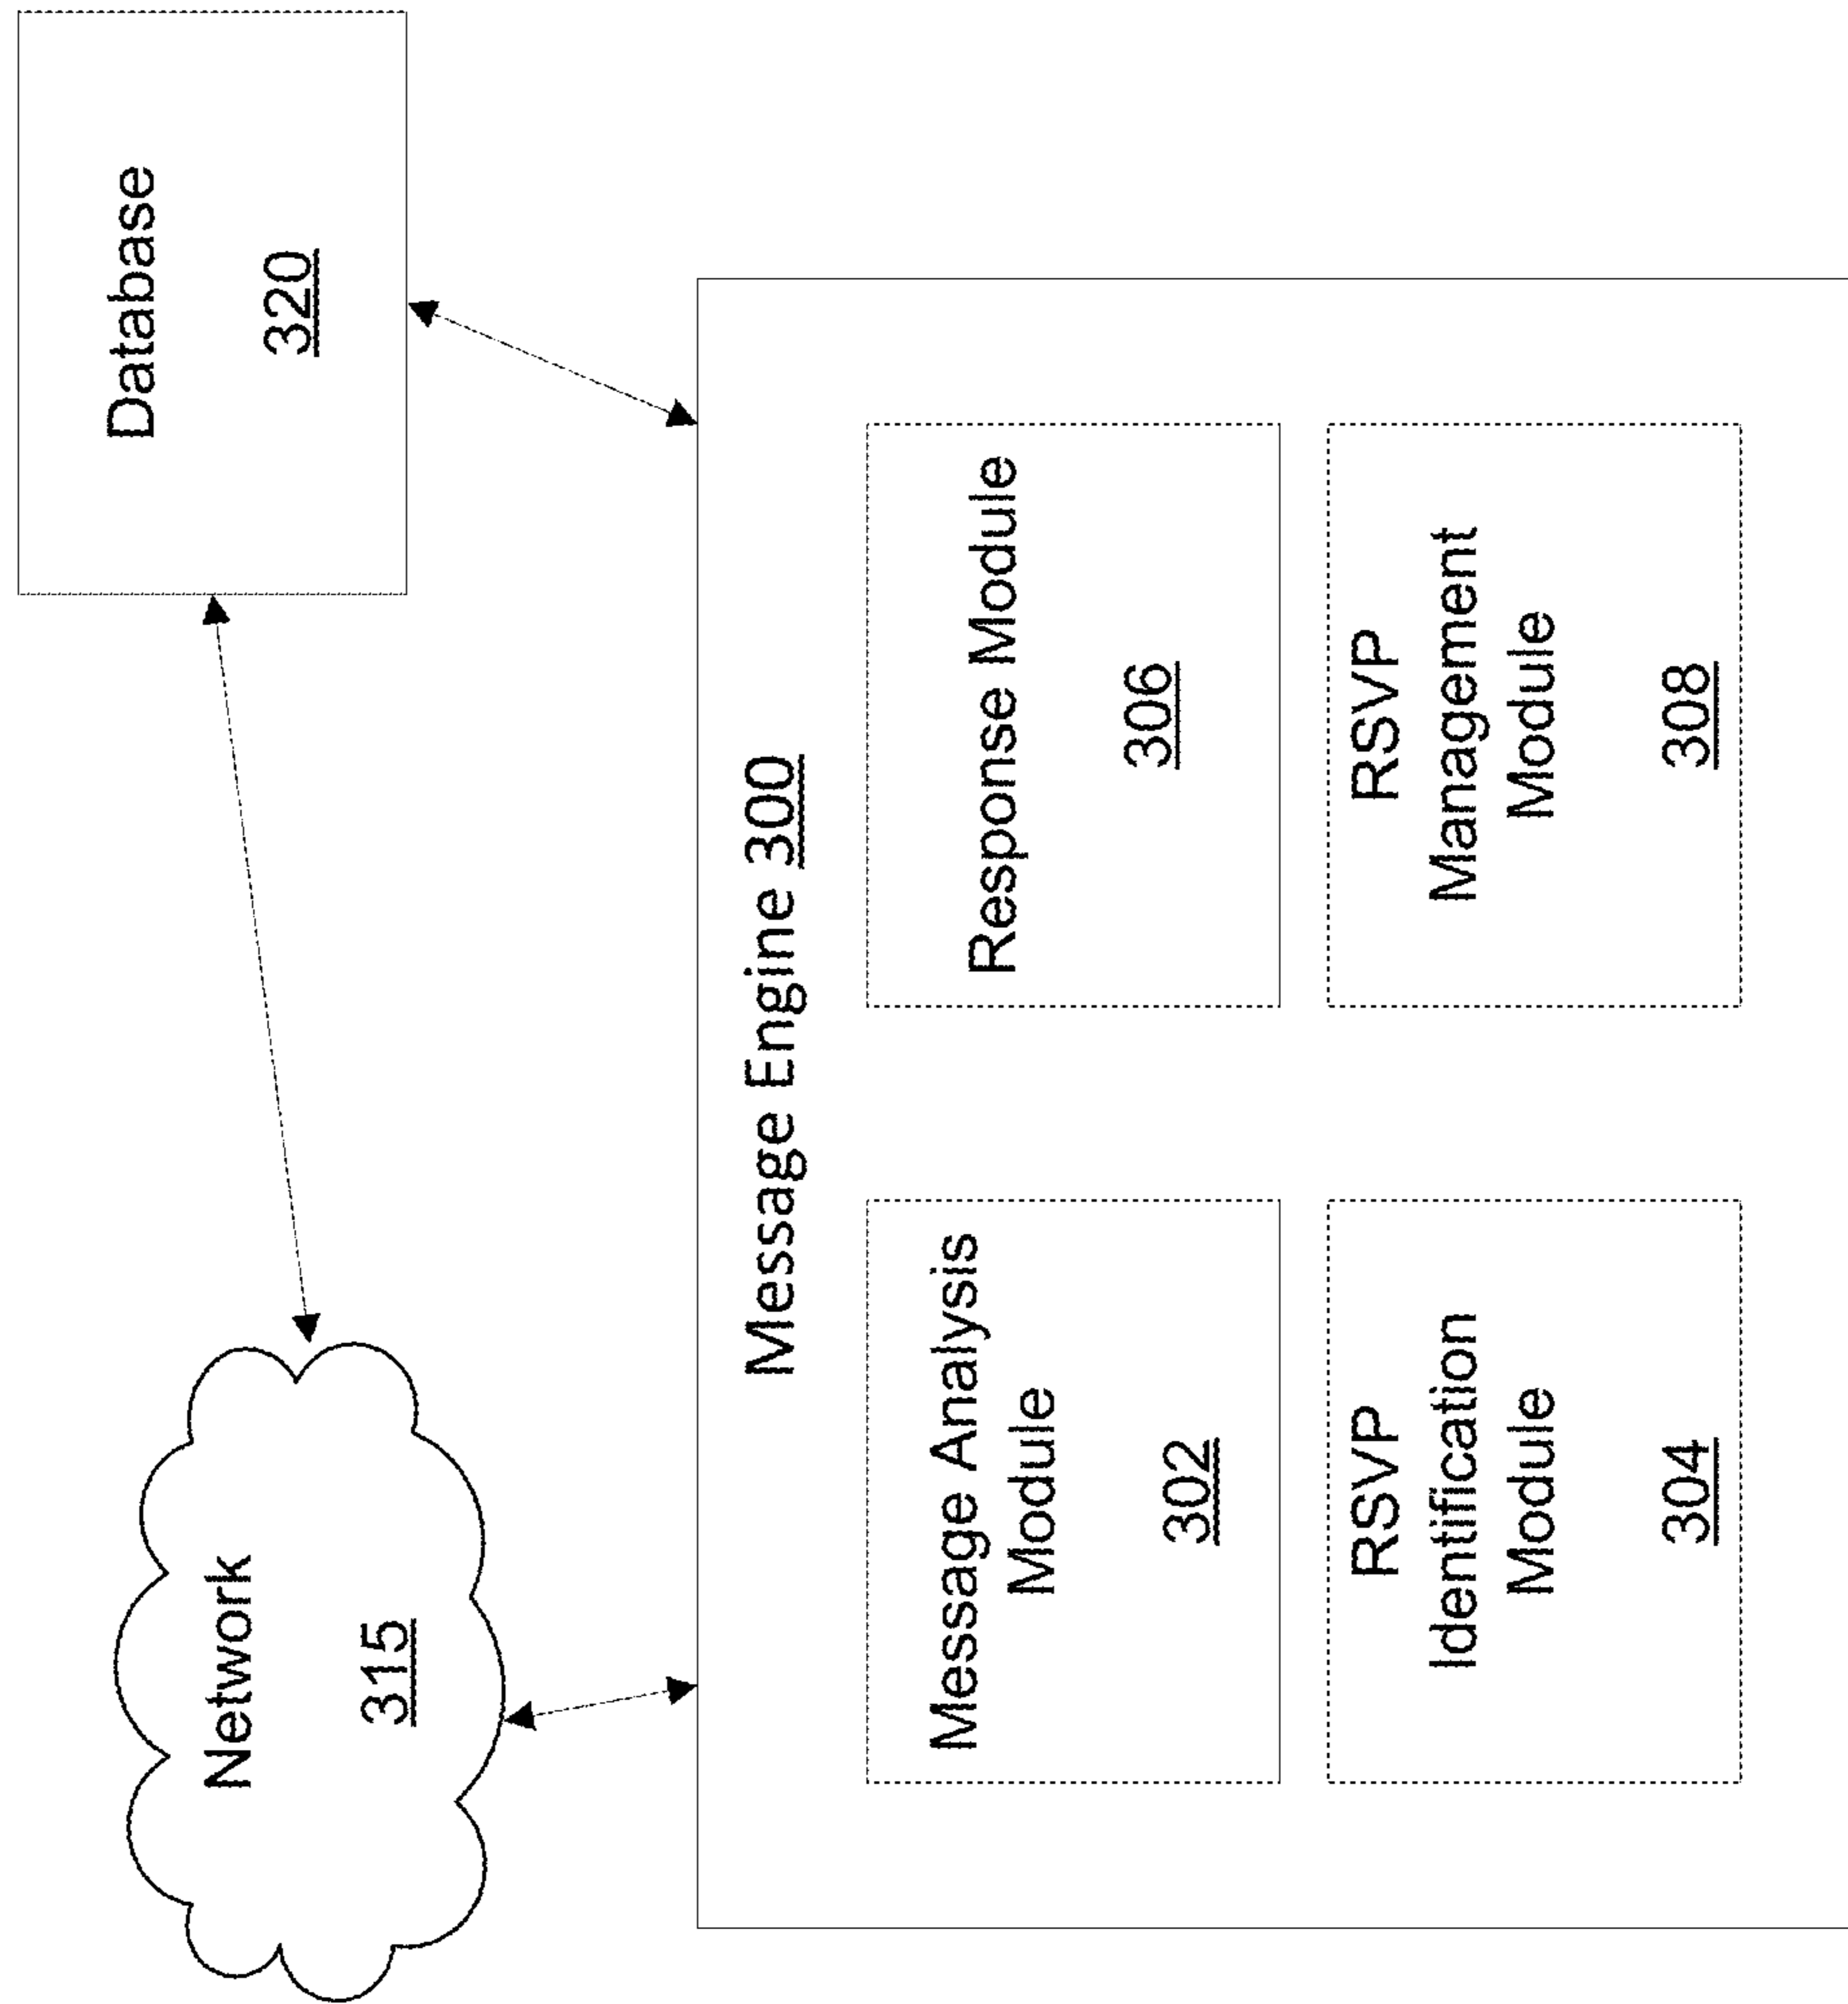 Network
315
Database
320
Message Engine 300
Message Analysis
Module
302
Response Module
306
RSVP
Identification
Module
304
RSVP
Management
Module
308